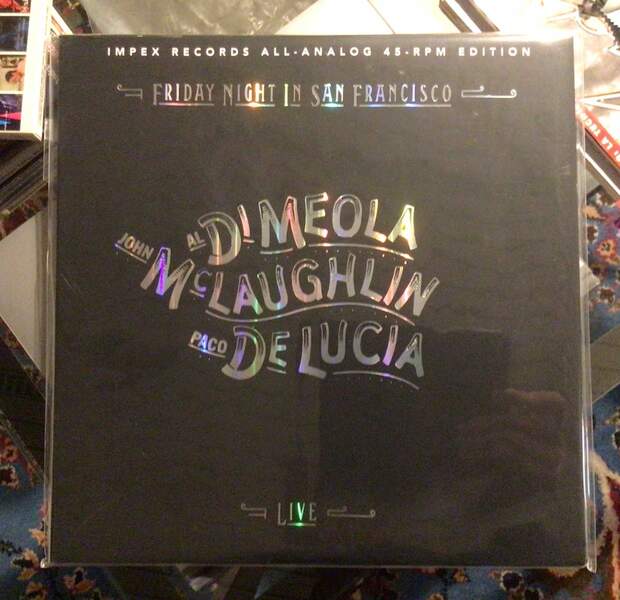 IMPEX RECORDS ALL-ANALOG 45-RPM EDITION
FRIDAY NIGHT IN SAN FRANCISCO
AL DI MEOLA
JOHN MCLAUGHLIN
PACO DE LUCIA
LIVE